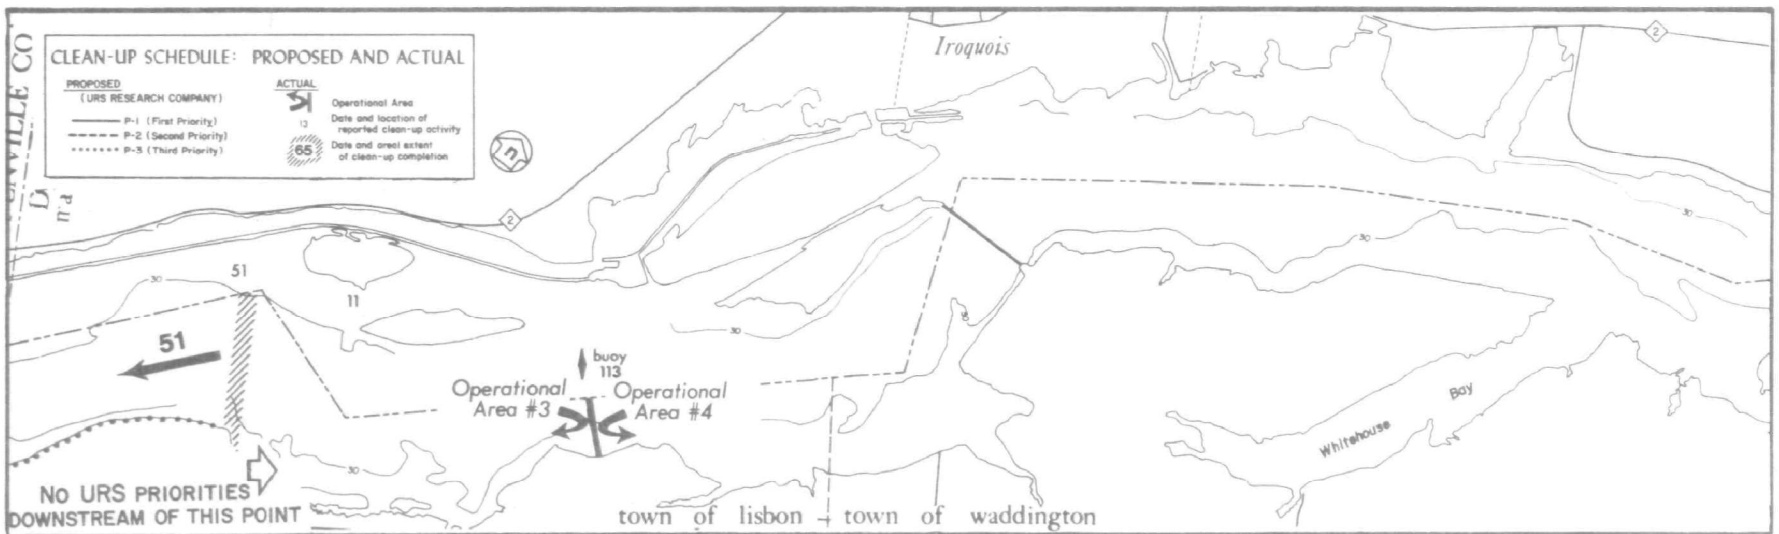 CLEAN-UP SCHEDULE: PROPOSED AND ACTUAL
PROPOSED
(URS RESEARCH COMPANY)
P-1 (First Priority)
P-2 (Second Priority)
P-3 (Third Priority)
ACTUAL
Operational Area
13 Date and location of
reported clean-up activity
65 Date and areal extent
of clean-up completion
n
Iroquois
2
2
30
30
30
51
11
30
30
30
51
buoy
113
Operational
Area #3
Operational
Area #4
30
Bay
Whitehouse
No URS PRIORITIES
DOWNSTREAM OF THIS POINT
town of lisbon
town of waddington